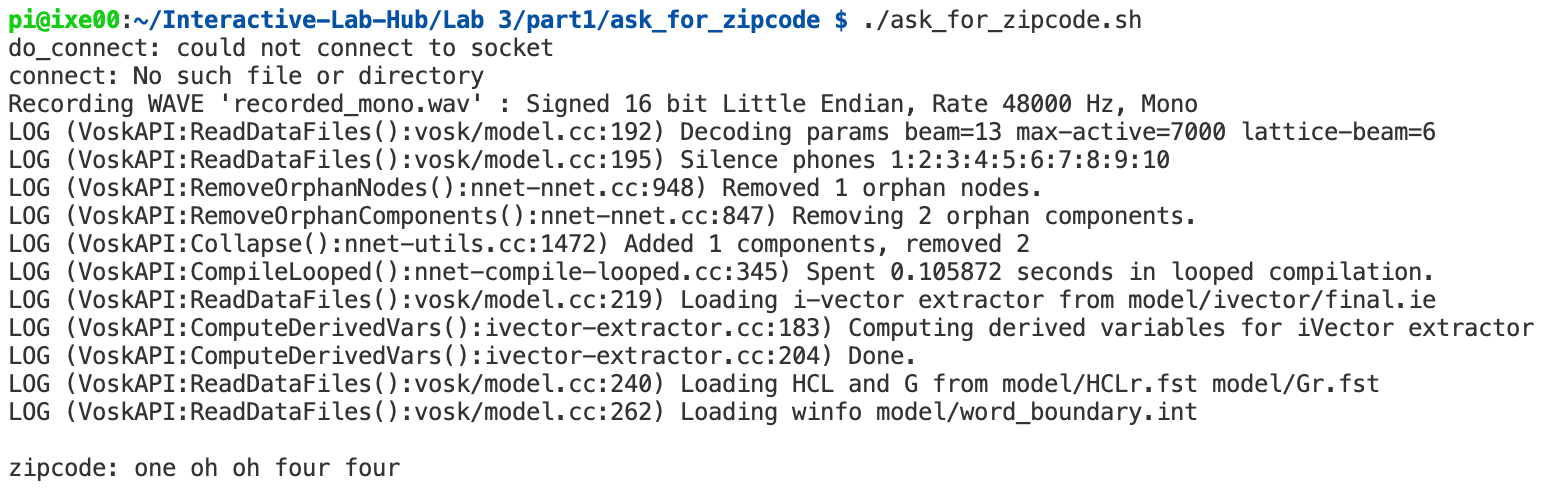 pi@ixe00:~/Interactive-Lab-Hub/Lab 3/part1/ask_for_zipcode $ ./ask_for_zipcode.sh
do_connect: could not connect to socket
connect: No such file or directory
Recording WAVE 'recorded_mono.wav' : Signed 16 bit Little Endian, Rate 48000 Hz, Mono
LOG (VoskAPI:ReadDataFiles():vosk/model.cc:192) Decoding params beam=13 max-active=7000 lattice-beam=6
LOG (VoskAPI:ReadDataFiles():vosk/model.cc:195) Silence phones 1:2:3:4:5:6:7:8:9:10
LOG (VoskAPI:RemoveOrphanNodes():nnet-nnet.cc:948) Removed 1 orphan nodes.
LOG (VoskAPI:RemoveOrphanComponents():nnet-nnet.cc:847) Removing 2 orphan components.
LOG (VoskAPI:Collapse():nnet-utils.cc:1472) Added 1 components, removed 2
LOG (VoskAPI:CompileLooped():nnet-compile-looped.cc:345) Spent 0.105872 seconds in looped compilation.
LOG (VoskAPI:ReadDataFiles():vosk/model.cc:219) Loading i-vector extractor from model/ivector/final.ie
LOG (VoskAPI:ComputeDerivedVars():ivector-extractor.cc:183) Computing derived variables for iVector extractor
LOG (VoskAPI:ComputeDerivedVars():ivector-extractor.cc:204) Done.
LOG (VoskAPI:ReadDataFiles():vosk/model.cc:240) Loading HCL and G from model/HCLr.fst model/Gr.fst
LOG (VoskAPI:ReadDataFiles():vosk/model.cc:262) Loading winfo model/word_boundary.int
zipcode: one oh oh four four